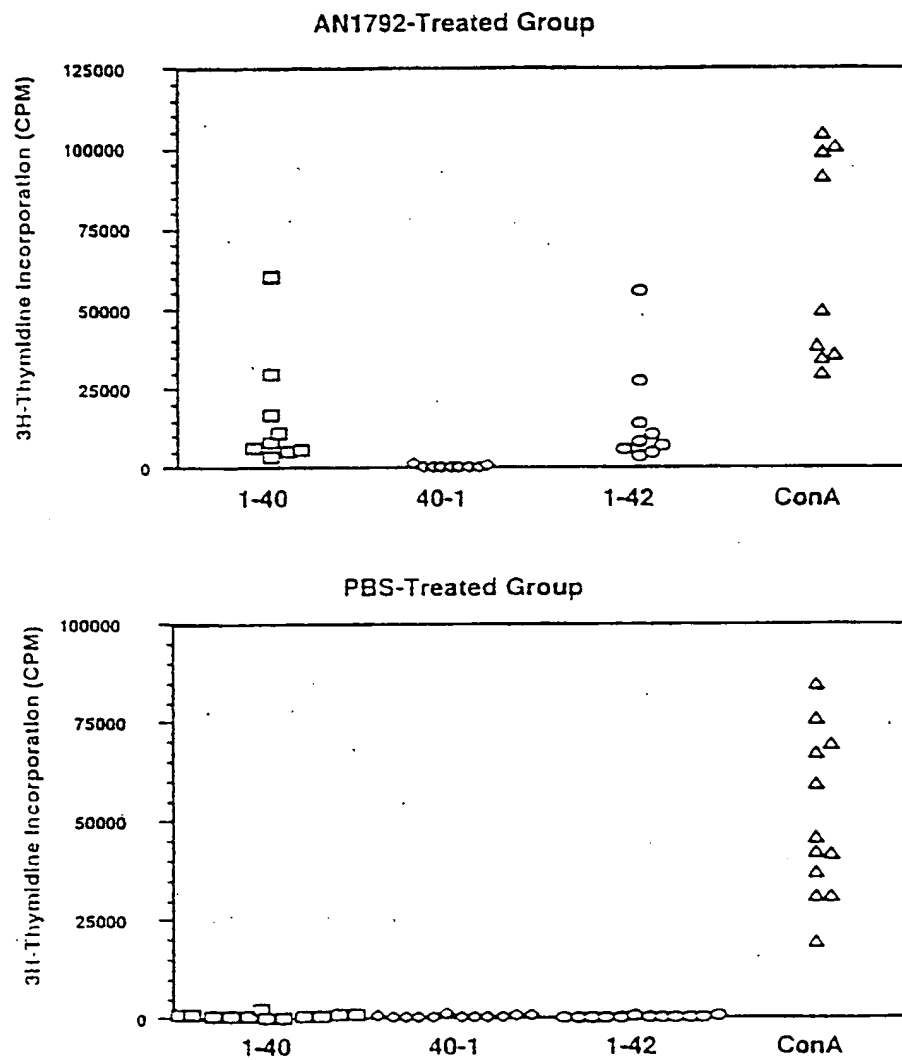 AN1792-Treated Group
3H-Thymidine Incorporation (CPM)
125000
100000
75000
50000
25000
0
1-40
40-1
1-42
ConA
PBS-Treated Group
3H-Thymidine Incorporation (CPM)
100000
75000
50000
25000
0
1-40
40-1
1-42
ConA